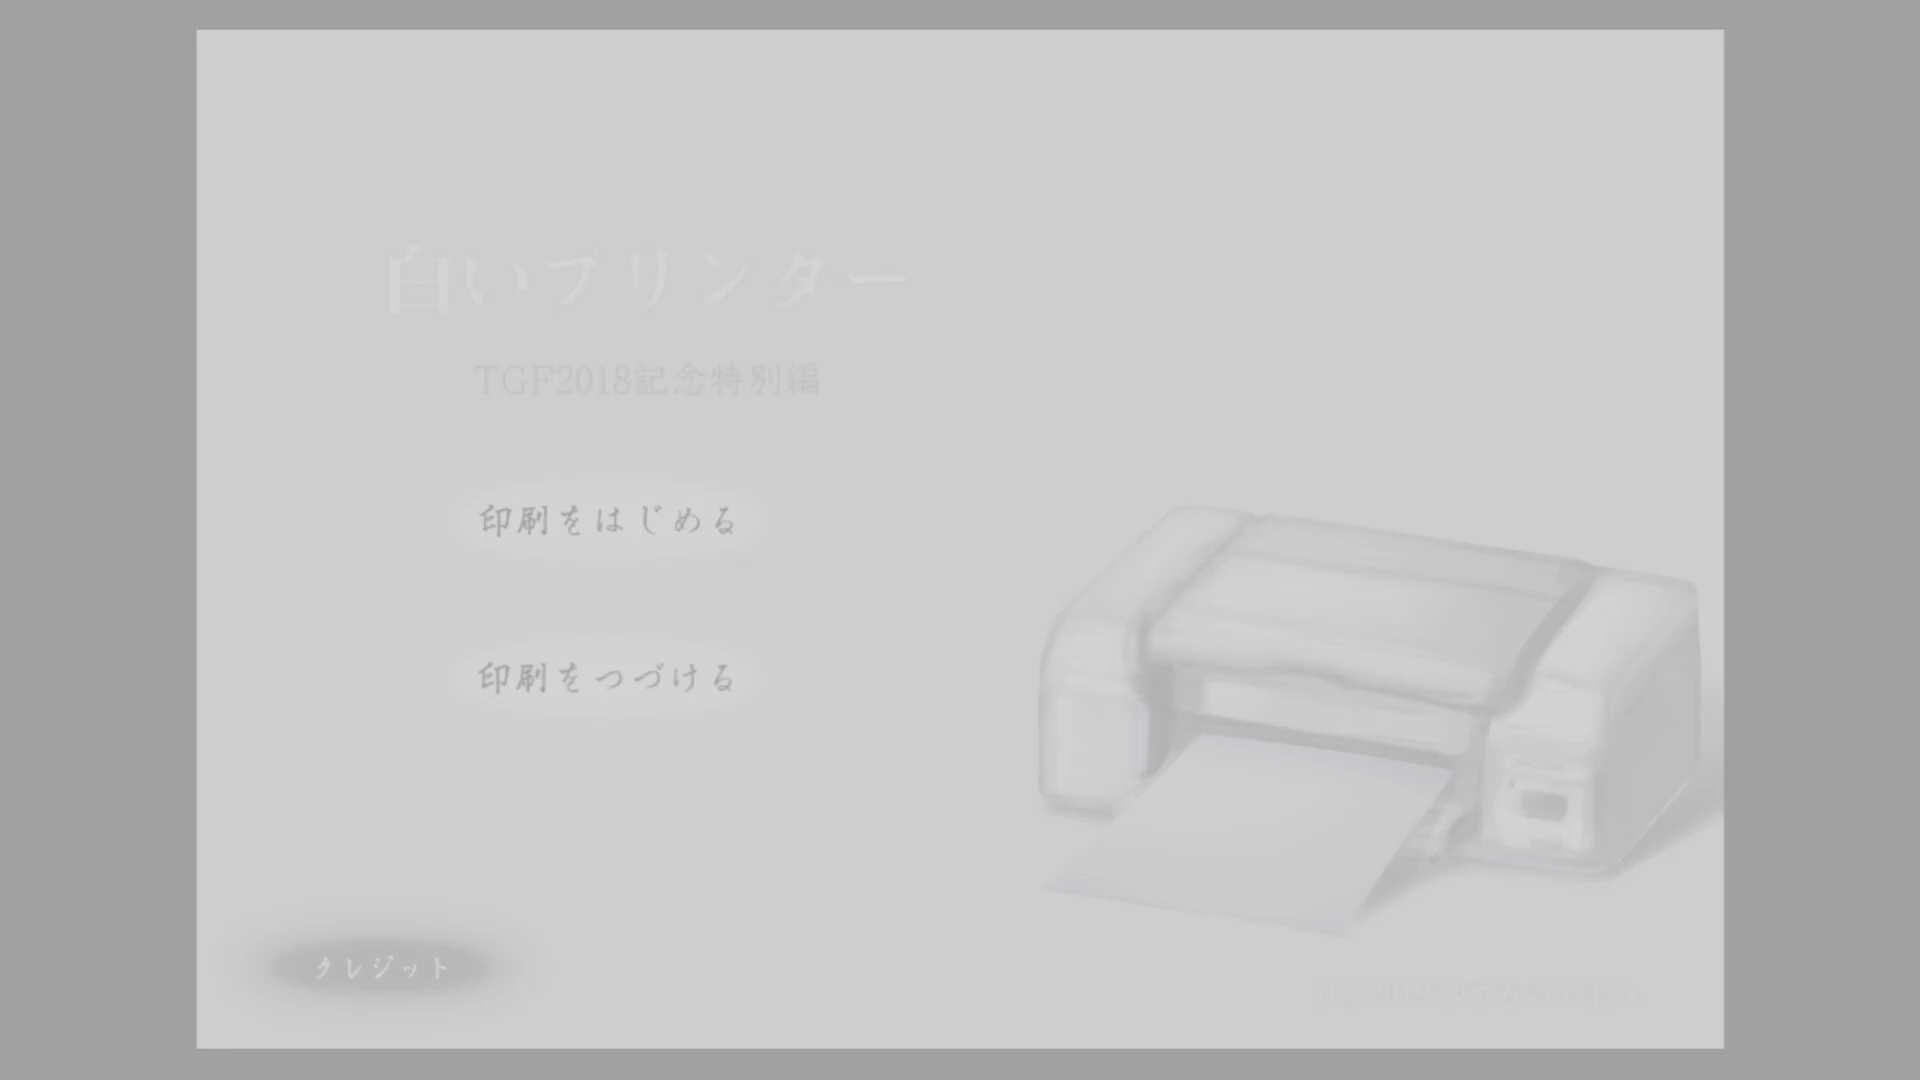 白いプリンター
TGF2018記念特別編
印刷をはじめる
印刷をつづける
クレジット